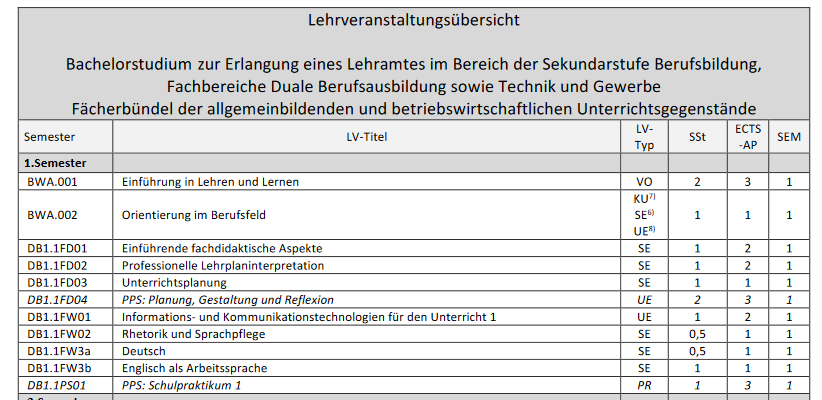 Lehrveranstaltungsübersicht
Bachelorstudium zur Erlangung eines Lehramtes im Bereich der Sekundarstufe Berufsbildung,
Fachbereiche Duale Berufsausbildung sowie Technik und Gewerbe
Fächerbündel der allgemeinbildenden und betriebswirtschaftlichen Unterrichtsgegenstände
Semester LV-Titel LV-Typ SSt ECTS-AP SEM
1.Semester
BWA.001 Einführung in Lehren und Lernen VO 2 3 1
BWA.002 Orientierung im Berufsfeld KU7) SE6) UE8) 1 1 1
DB1.1FD01 Einführende fachdidaktische Aspekte SE 1 2 1
DB1.1FD02 Professionelle Lehrplaninterpretation SE 1 2 1
DB1.1FD03 Unterrichtsplanung SE 1 1 1
DB1.1FD04 PPS: Planung, Gestaltung und Reflexion UE 2 3 1
DB1.1FW01 Informations- und Kommunikationstechnologien für den Unterricht 1 UE 1 2 1
DB1.1FW02 Rhetorik und Sprachpflege SE 0,5 1 1
DB1.1FW3a Deutsch SE 0,5 1 1
DB1.1FW3b Englisch als Arbeitssprache SE 1 1 1
DB1.1PS01 PPS: Schulpraktikum 1 PR 1 3 1